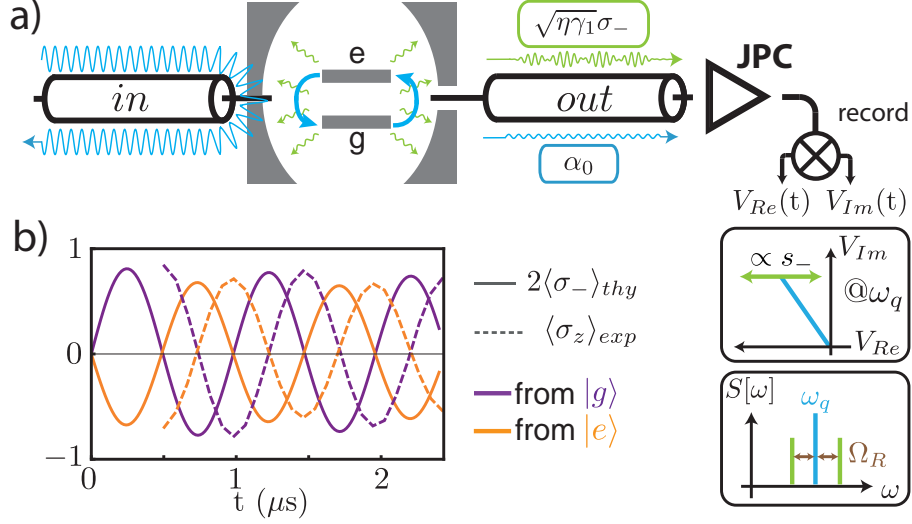 a)
in
e
g
√ηγ₁σ₋
out
α₀
JPC
record
V_Re(t) V_Im(t)
b)
1
0
−1
0 1 2
t (μs)
2⟨σ₋⟩_thy
⟨σ_z⟩_exp
from |g⟩
from |e⟩
∝ s₋
V_Im
@ω_q
V_Re
S[ω]
ω_q
Ω_R
ω